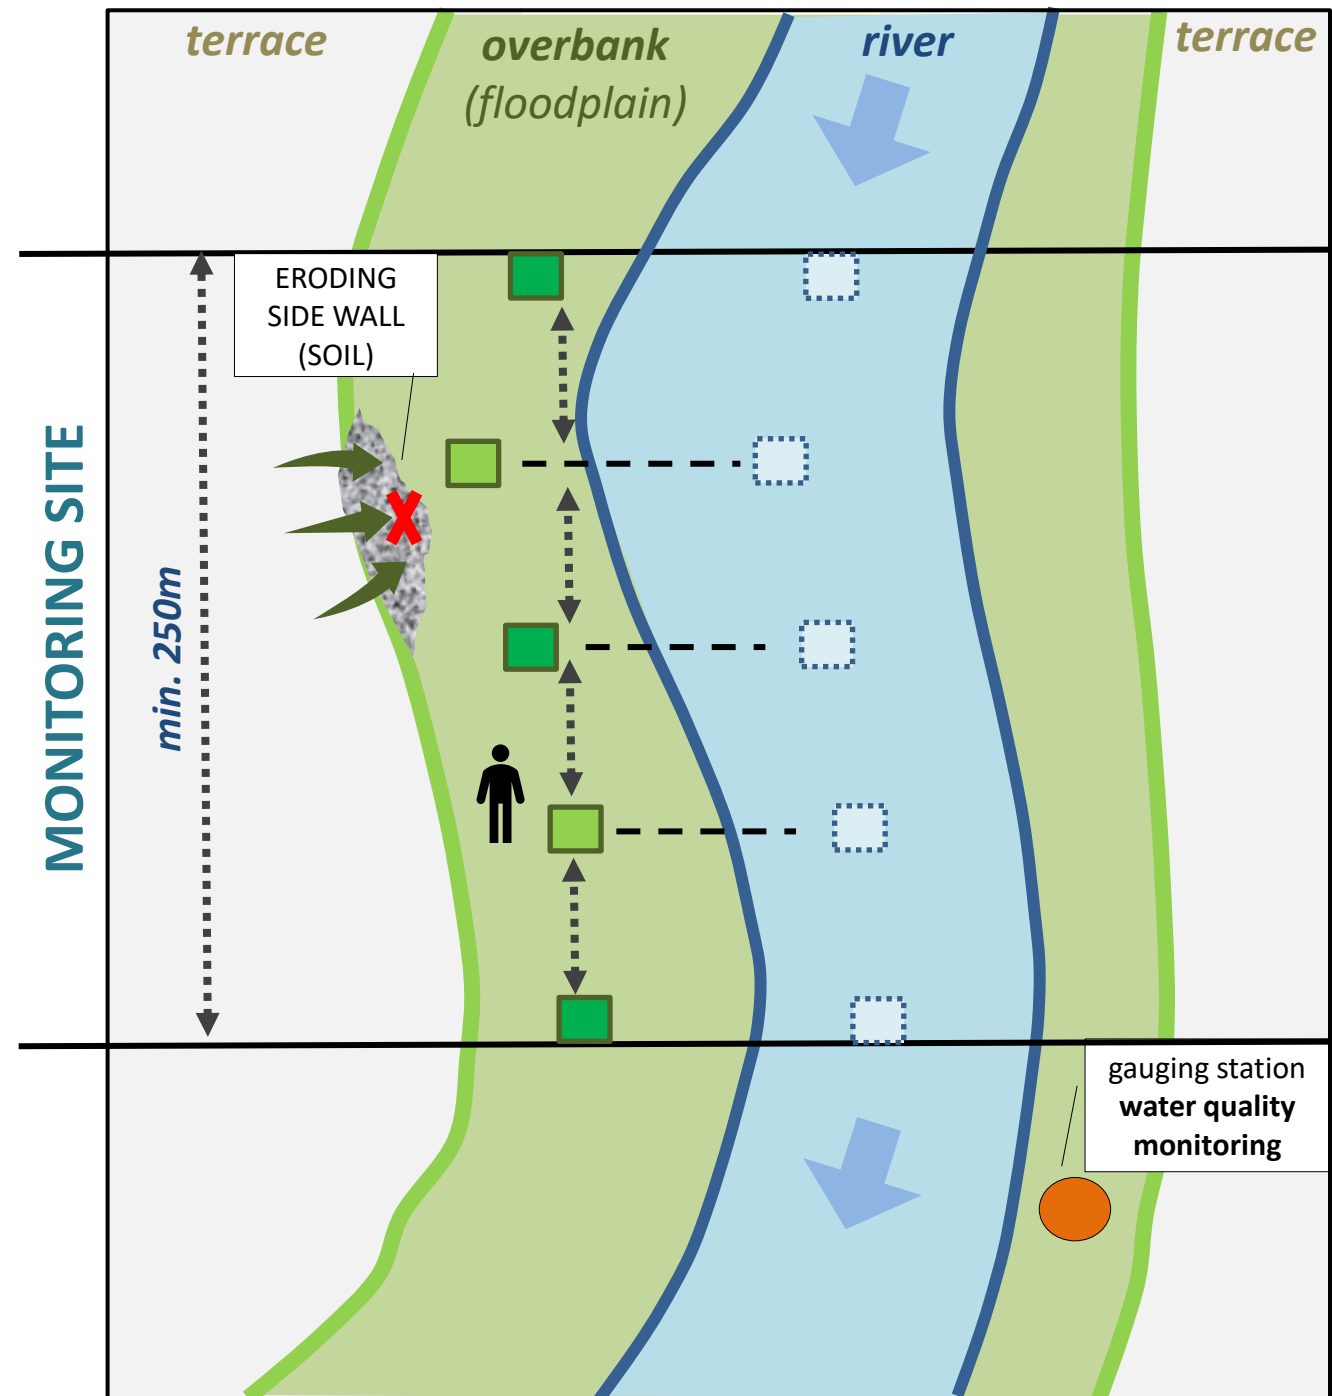 terrace
overbank
(floodplain)
river
terrace
ERODING
SIDE WALL
(SOIL)
MONITORING SITE
min. 250m
gauging station
water quality
monitoring